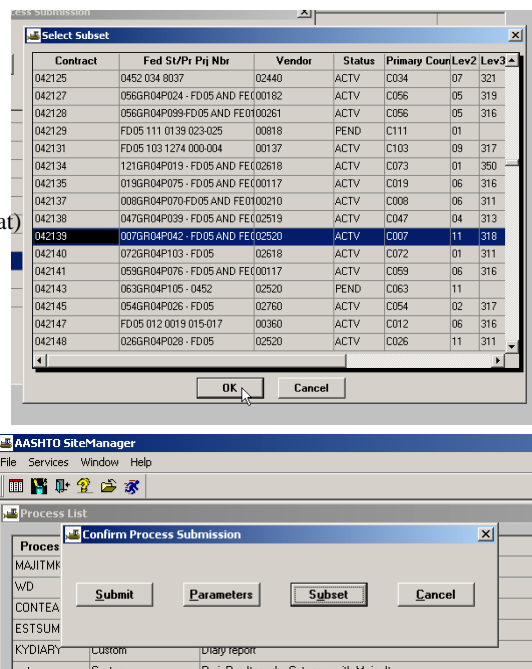 ess Submission
Select Subset
Contract Fed St/Pr Prj Nbr Vendor Status Primary Coun Lev2 Lev3
042125 0452 034 8037 02440 ACTV C034 07 321
042127 056GR04P024 - FD05 AND FE( 00182 ACTV C056 05 319
042128 056GR04P099-FD05 AND FE01 00261 ACTV C056 05 316
042129 FD05 111 0139 023-025 00818 PEND C111 01
042131 FD05 103 1274 000-004 00137 ACTV C103 09 317
042134 121GR04P019 - FD05 AND FE( 02618 ACTV C073 01 350
042135 019GR04P075 - FD05 AND FE( 00117 ACTV C019 06 316
042137 008GR04P070-FD05 AND FE01 00210 ACTV C008 06 311
at)
042138 047GR04P039 - FD05 AND FE( 02519 ACTV C047 04 313
042139 007GR04P042 - FD05 AND FE( 02520 ACTV C007 11 318
042140 072GR04P103 - FD05 02618 ACTV C072 01 311
042141 059GR04P076 - FD05 AND FE( 00117 ACTV C059 06 316
042143 063GR04P105 - 0452 02520 PEND C063 11
042145 054GR04P026 - FD05 02760 ACTV C054 02 317
042147 FD05 012 0019 015-017 00360 ACTV C012 06 316
042148 026GR04P028 - FD05 02520 ACTV C026 11 311
OK Cancel
AASHTO SiteManager
File Services Window Help
Process List
Confirm Process Submission
Proces
MAJITMK
WD
CONTEA
ESTSUM
Submit Parameters Subset Cancel
KYDIARY Custom Diary report